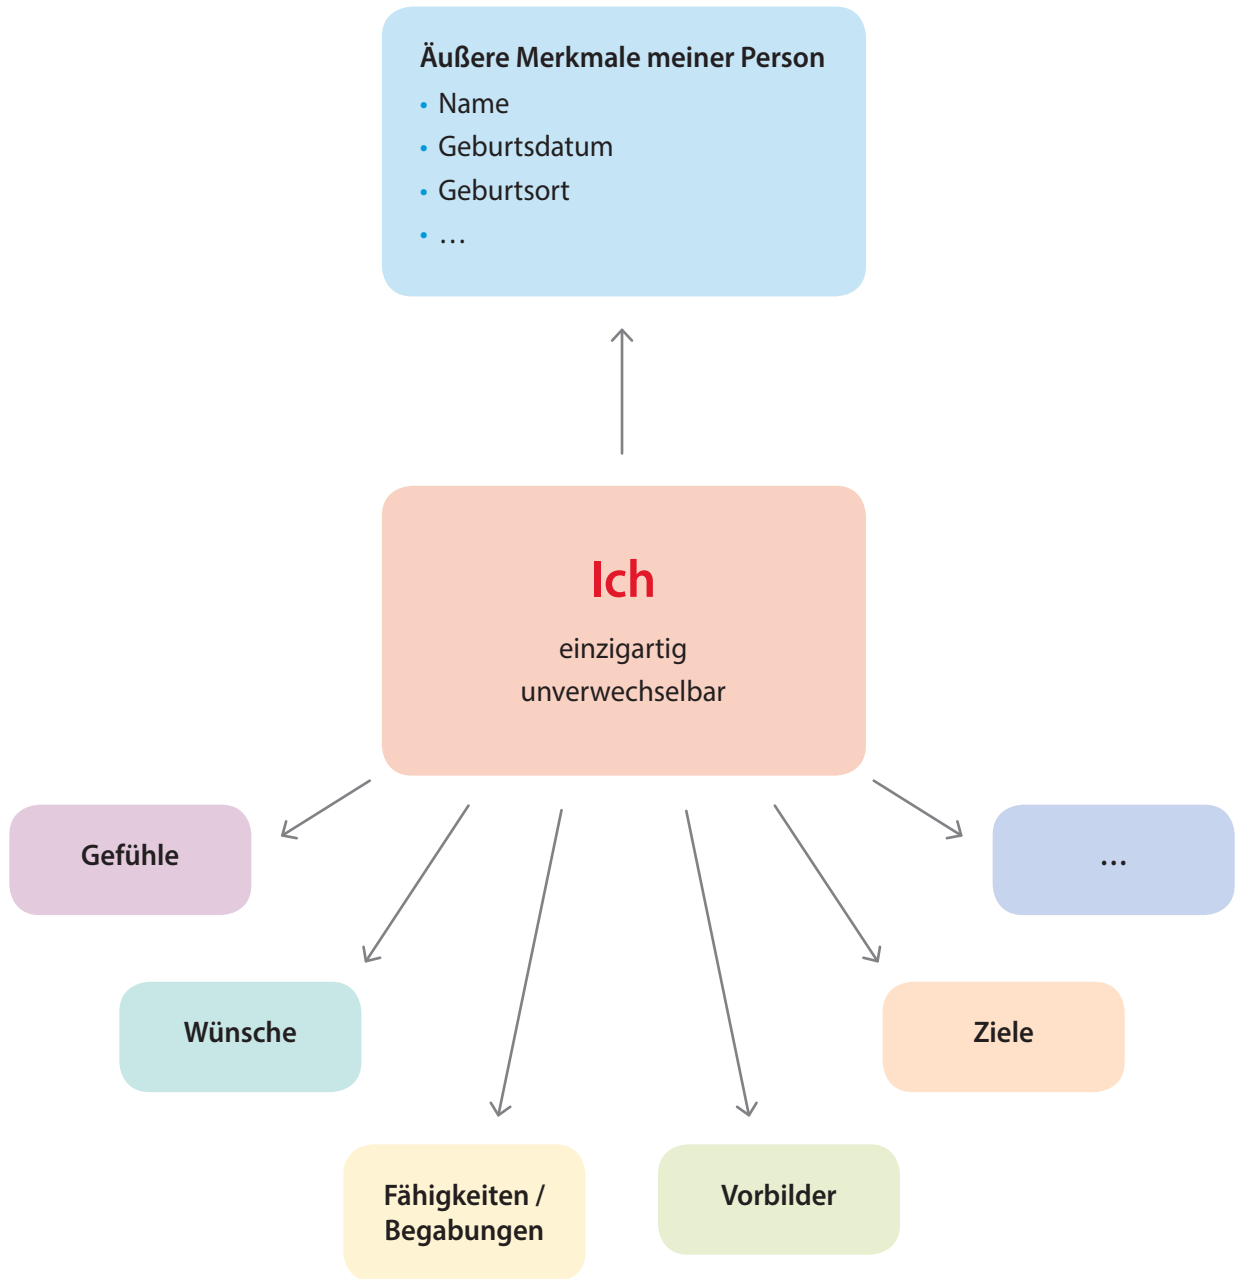 Äußere Merkmale meiner Person
• Name
• Geburtsdatum
• Geburtsort
• …
Ich
einzigartig
unverwechselbar
Gefühle
…
Wünsche
Ziele
Fähigkeiten /
Begabungen
Vorbilder